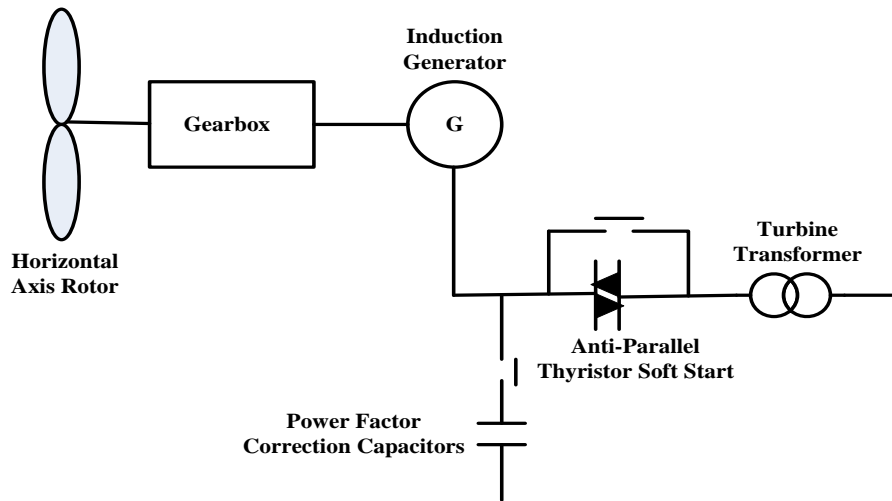 Induction
Generator
Gearbox
G
Horizontal
Axis Rotor
Turbine
Transformer
Anti-Parallel
Thyristor Soft Start
Power Factor
Correction Capacitors